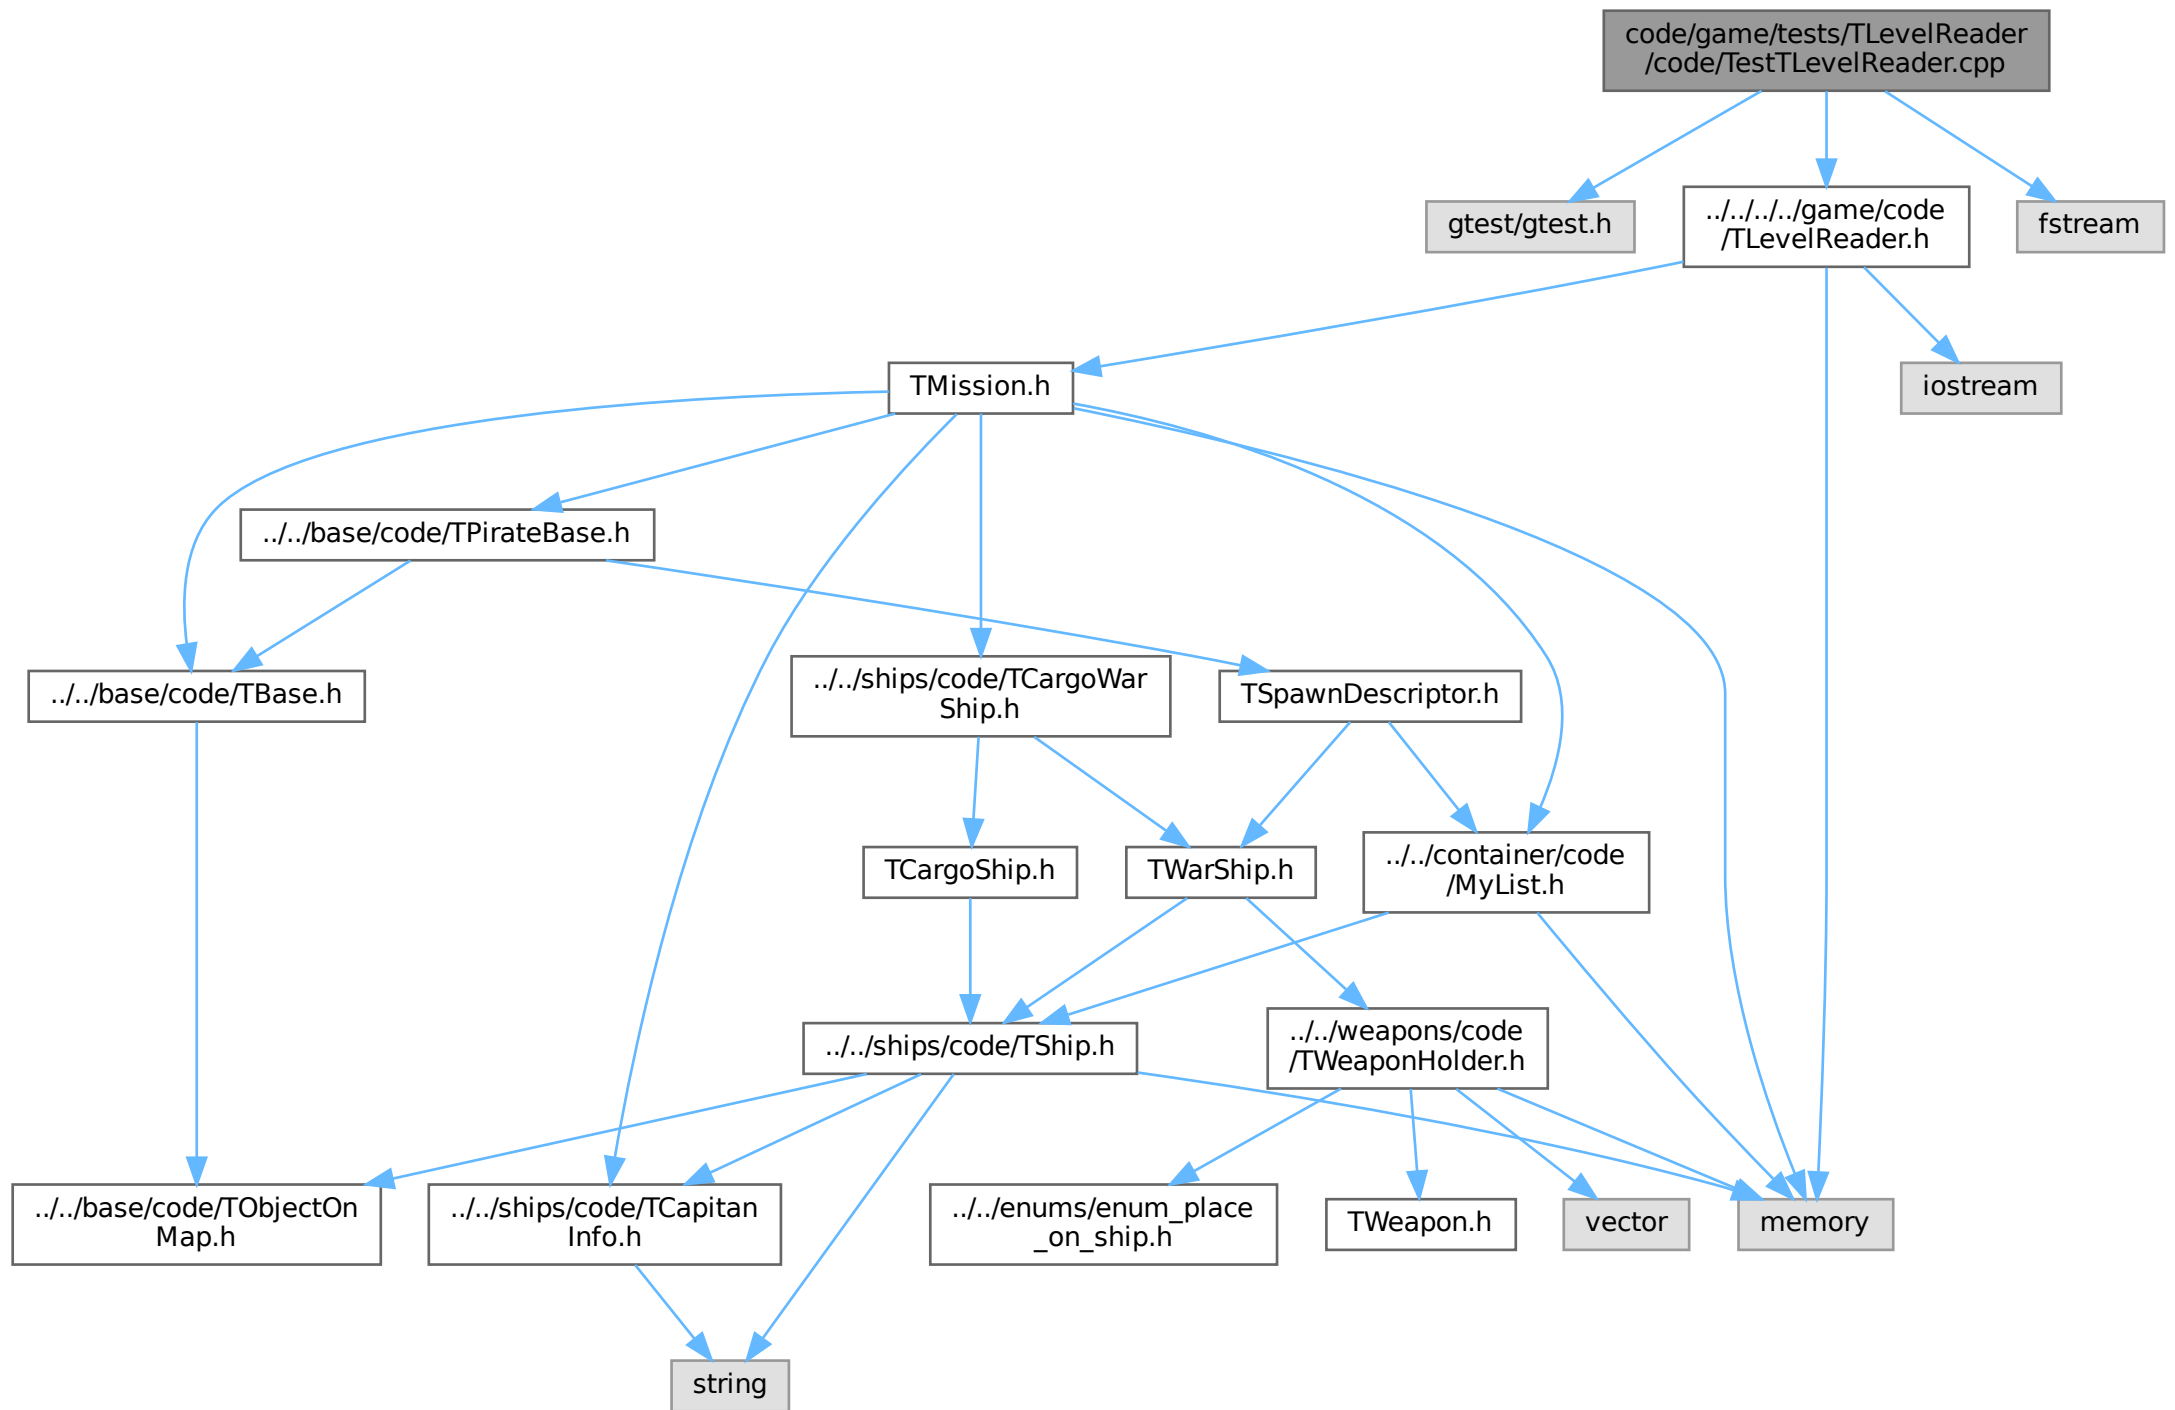 code/game/tests/TLevelReader
/code/TestTLevelReader.cpp
gtest/gtest.h
../../../../game/code
/TLevelReader.h
fstream
TMission.h
iostream
../../base/code/TPirateBase.h
../../base/code/TBase.h
../../ships/code/TCargoWar
Ship.h
TSpawnDescriptor.h
TCargoShip.h
TWarShip.h
../../container/code
/MyList.h
../../ships/code/TShip.h
../../weapons/code
/TWeaponHolder.h
../../base/code/TObjectOn
Map.h
../../ships/code/TCapitan
Info.h
../../enums/enum_place
_on_ship.h
TWeapon.h
vector
memory
string